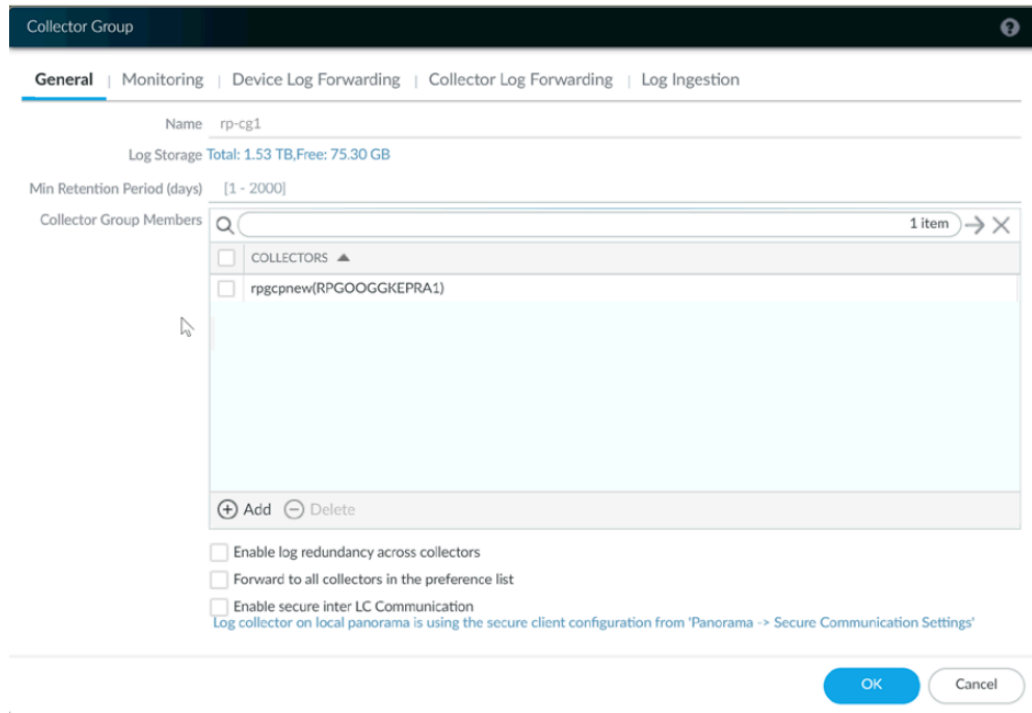 Collector Group
General | Monitoring | Device Log Forwarding | Collector Log Forwarding | Log Ingestion
Name rp-cg1
Log Storage Total: 1.53 TB,Free: 75.30 GB
Min Retention Period (days) [1 - 2000]
Collector Group Members 1 item
COLLECTORS
rpgcpnew(RPGOOGGKEPRA1)
Add Delete
Enable log redundancy across collectors
Forward to all collectors in the preference list
Enable secure inter LC Communication
Log collector on local panorama is using the secure client configuration from 'Panorama -> Secure Communication Settings'
OK Cancel